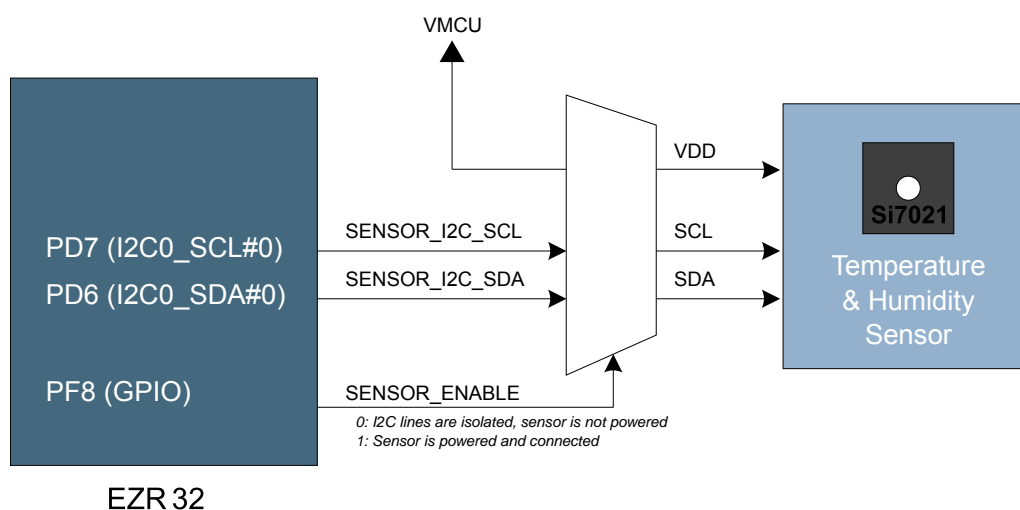 VMCU
VDD
Si7021
PD7 (I2C0_SCL#0)
SENSOR_I2C_SCL
SCL
PD6 (I2C0_SDA#0)
SENSOR_I2C_SDA
SDA
Temperature
& Humidity
Sensor
PF8 (GPIO)
SENSOR_ENABLE
0: I2C lines are isolated, sensor is not powered
1: Sensor is powered and connected
EZR 32